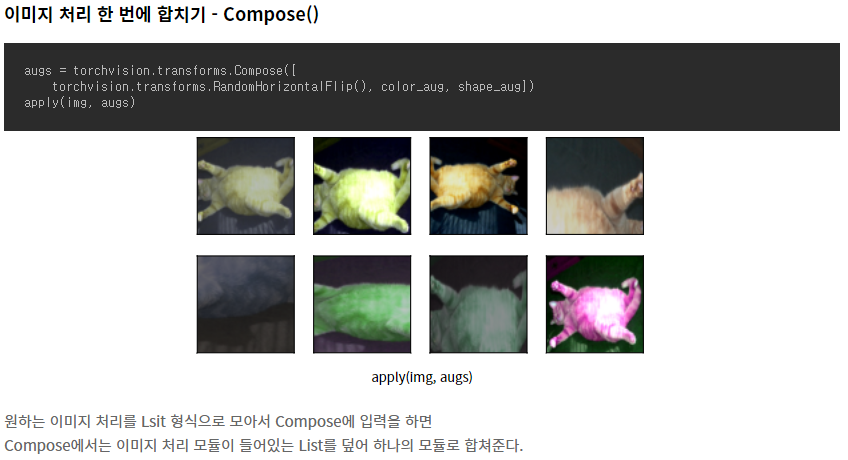 이미지 처리 한 번에 합치기 - Compose()
augs = torchvision.transforms.Compose([
    torchvision.transforms.RandomHorizontalFlip(), color_aug, shape_aug])
apply(img, augs)
apply(img, augs)
원하는 이미지 처리를 Lsit 형식으로 모아서 Compose에 입력을 하면
Compose에서는 이미지 처리 모듈이 들어있는 List를 덮어 하나의 모듈로 합쳐준다.